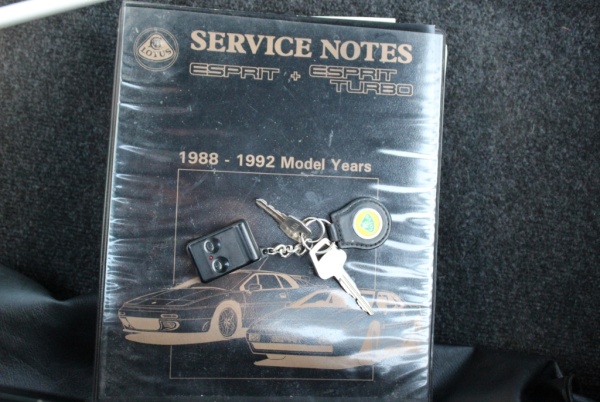 LOTUS
SERVICE NOTES
ESPRIT + ESPRIT
TURBO
1988 - 1992 Model Years